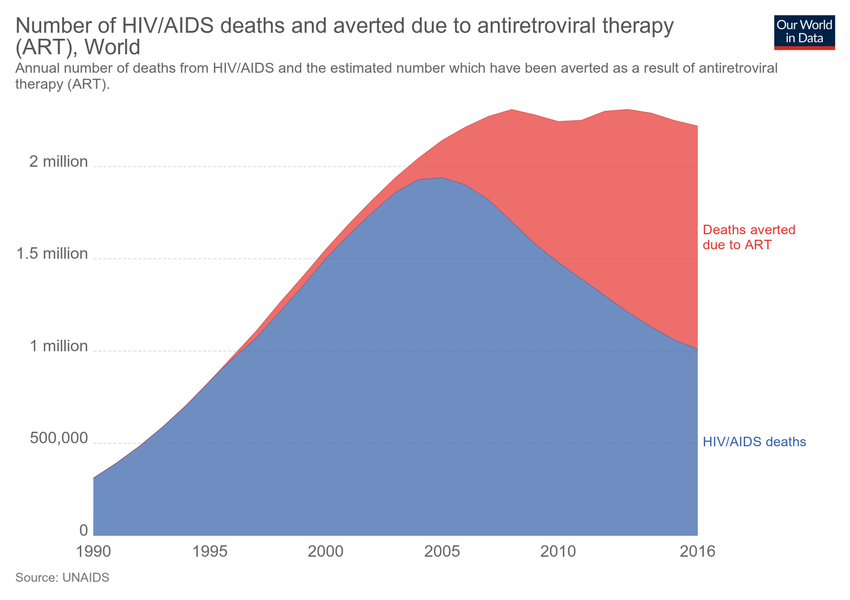 Number of HIV/AIDS deaths and averted due to antiretroviral therapy
(ART), World
Our World
in Data
Annual number of deaths from HIV/AIDS and the estimated number which have been averted as a result of antiretroviral
therapy (ART).
2 million
1.5 million
1 million
500,000
0
Deaths averted
due to ART
HIV/AIDS deaths
1990
1995
2000
2005
2010
2016
Source: UNAIDS